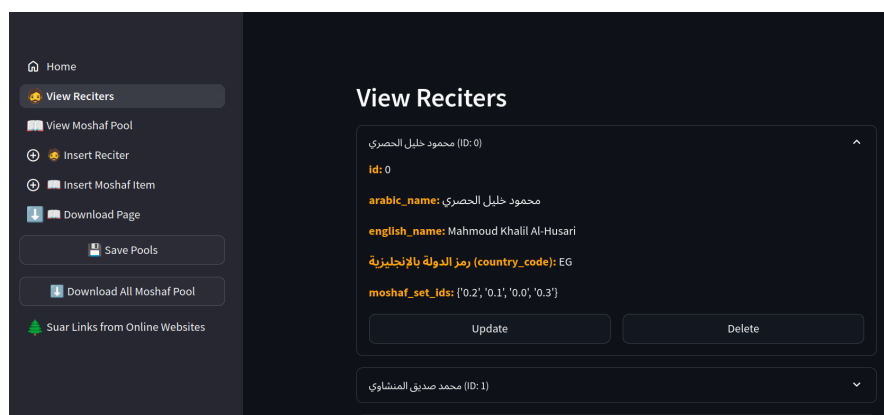 Home
View Reciters
View Moshaf Pool
Insert Reciter
Insert Moshaf Item
Download Page
Save Pools
Download All Moshaf Pool
Suar Links from Online Websites
View Reciters
محمود خليل الحصري (ID: 0)
id: 0
arabic_name: محمود خليل الحصري
english_name: Mahmoud Khalil Al-Husari
رمز الدولة بالإنجليزية (country_code): EG
moshaf_set_ids: {'0.2', '0.1', '0.0', '0.3'}
Update
Delete
محمد صديق المنشاوي (ID: 1)